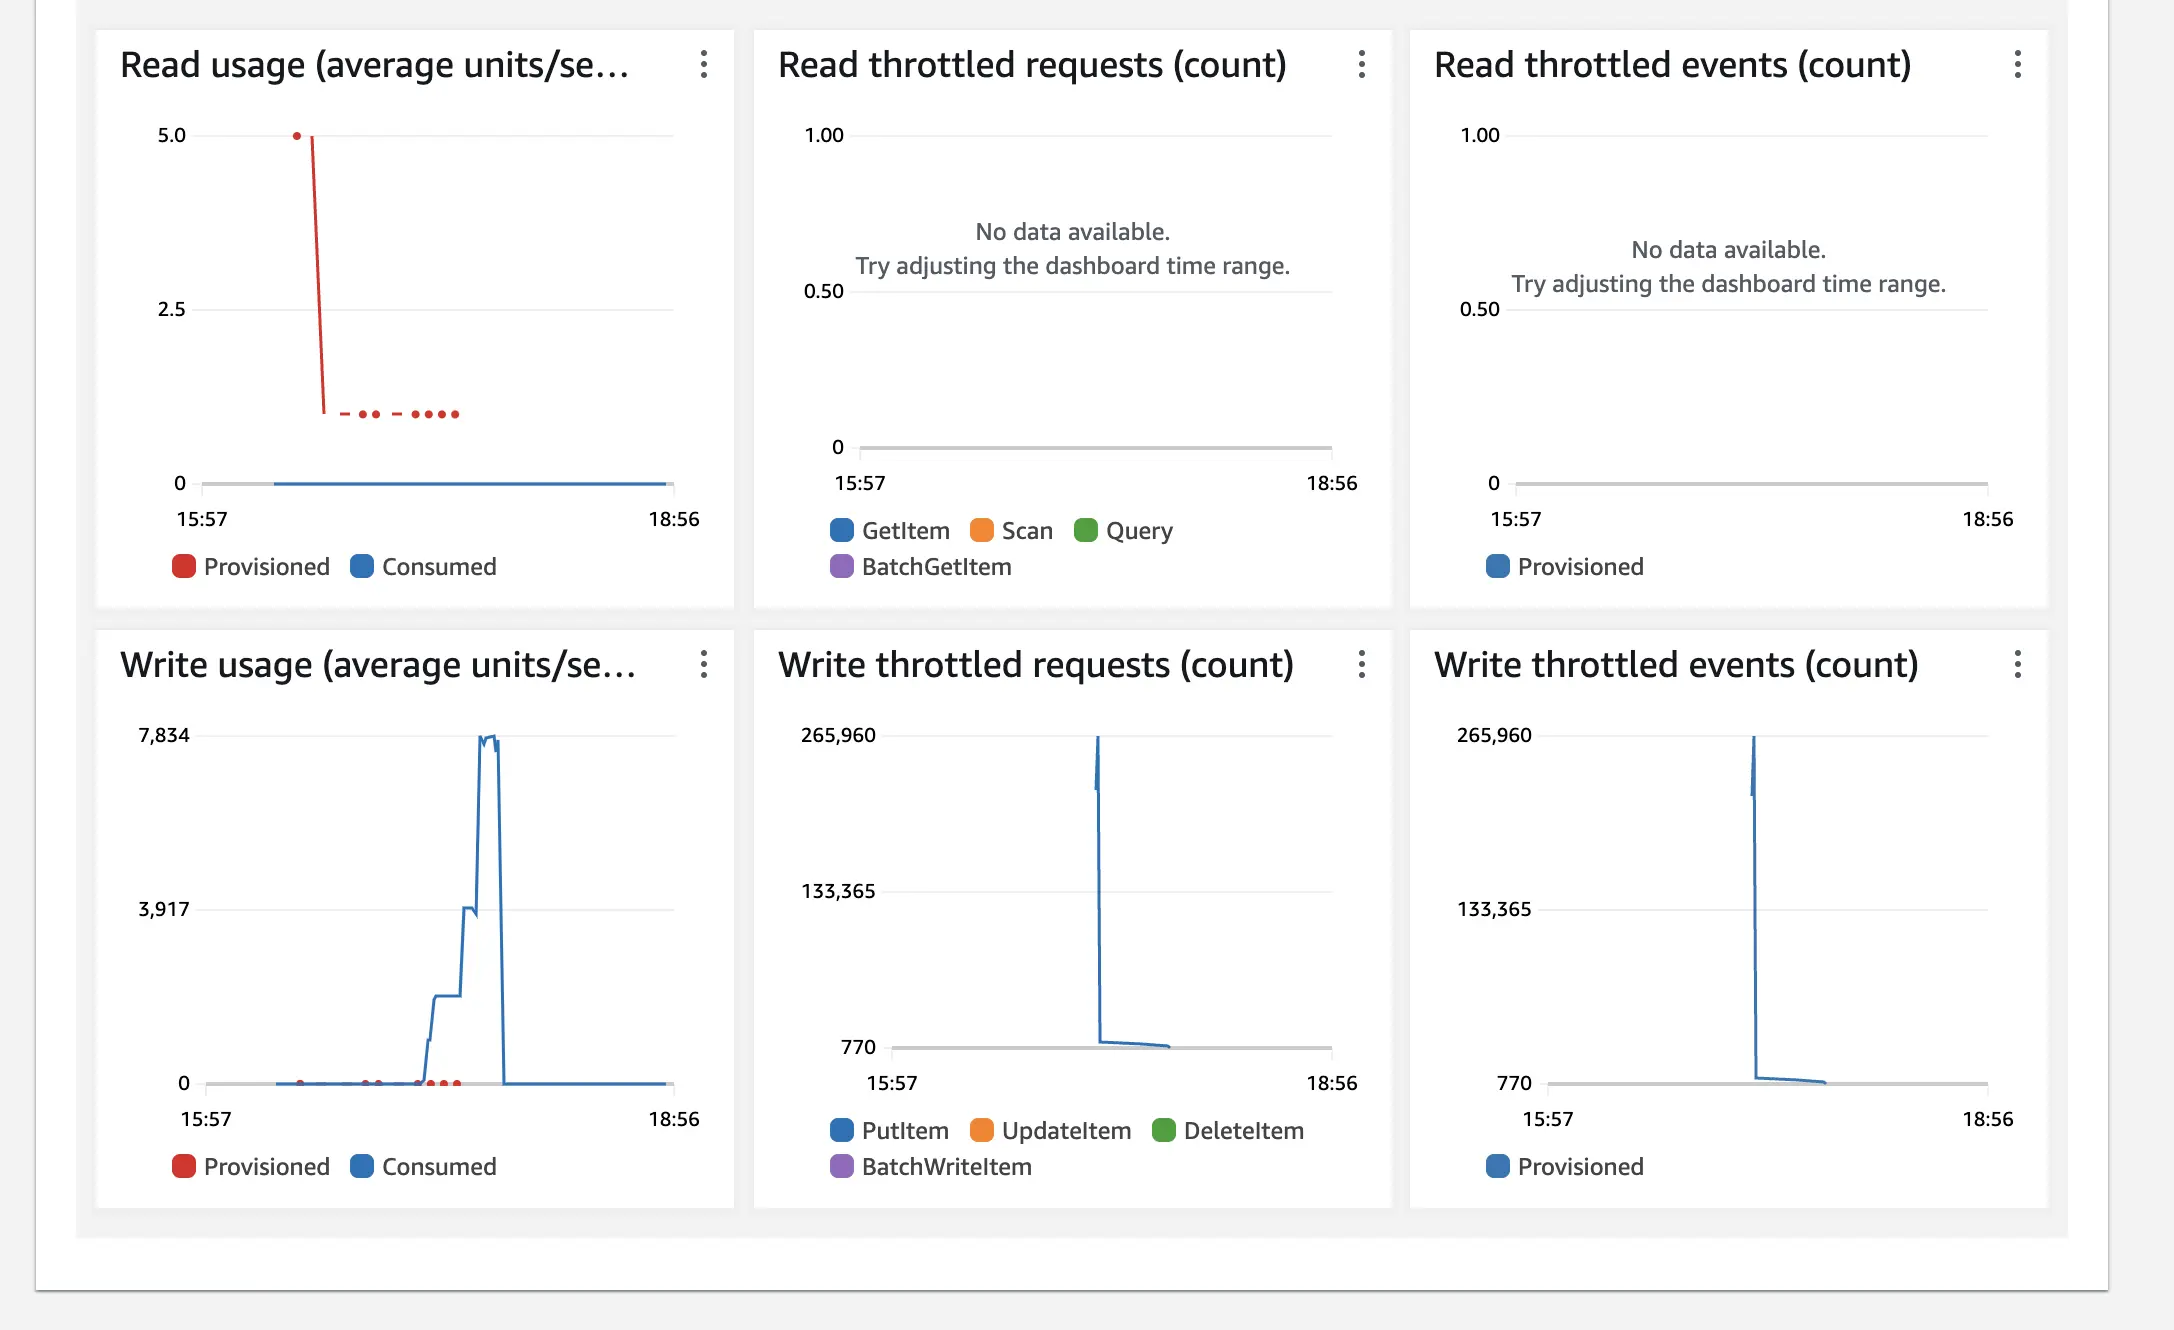 Read usage (average units/se...
5.0
2.5
0
15:57 18:56
Provisioned Consumed
Read throttled requests (count)
1.00
No data available.
Try adjusting the dashboard time range.
0.50
0
15:57 18:56
GetItem Scan Query
BatchGetItem
Read throttled events (count)
1.00
No data available.
Try adjusting the dashboard time range.
0.50
0
15:57 18:56
Provisioned
Write usage (average units/se...
7,834
3,917
0
15:57 18:56
Provisioned Consumed
Write throttled requests (count)
265,960
133,365
770
15:57 18:56
PutItem UpdateItem DeleteItem
BatchWriteItem
Write throttled events (count)
265,960
133,365
770
15:57 18:56
Provisioned